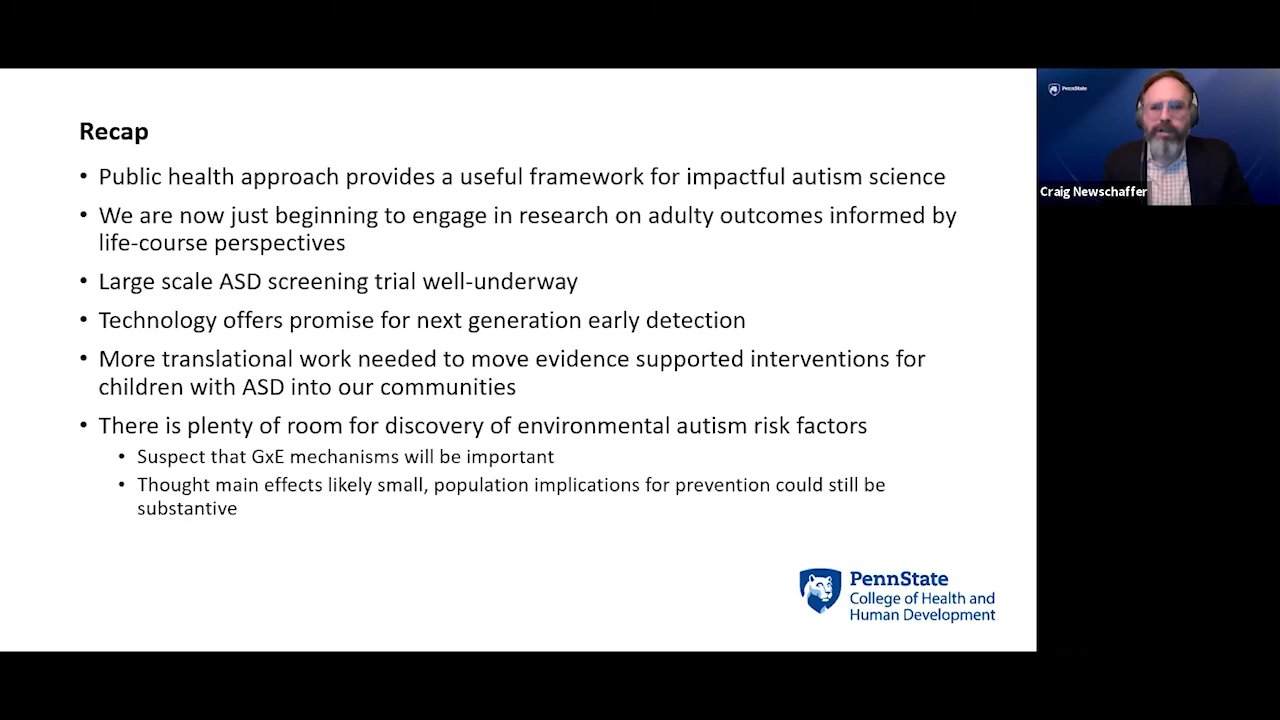 Recap
• Public health approach provides a useful framework for impactful autism science
• We are now just beginning to engage in research on adulty outcomes informed by
life-course perspectives
• Large scale ASD screening trial well-underway
• Technology offers promise for next generation early detection
• More translational work needed to move evidence supported interventions for
children with ASD into our communities
• There is plenty of room for discovery of environmental autism risk factors
• Suspect that GxE mechanisms will be important
• Thought main effects likely small, population implications for prevention could still be
substantive
PennState
College of Health and
Human Development
PennState
Craig Newschaffer